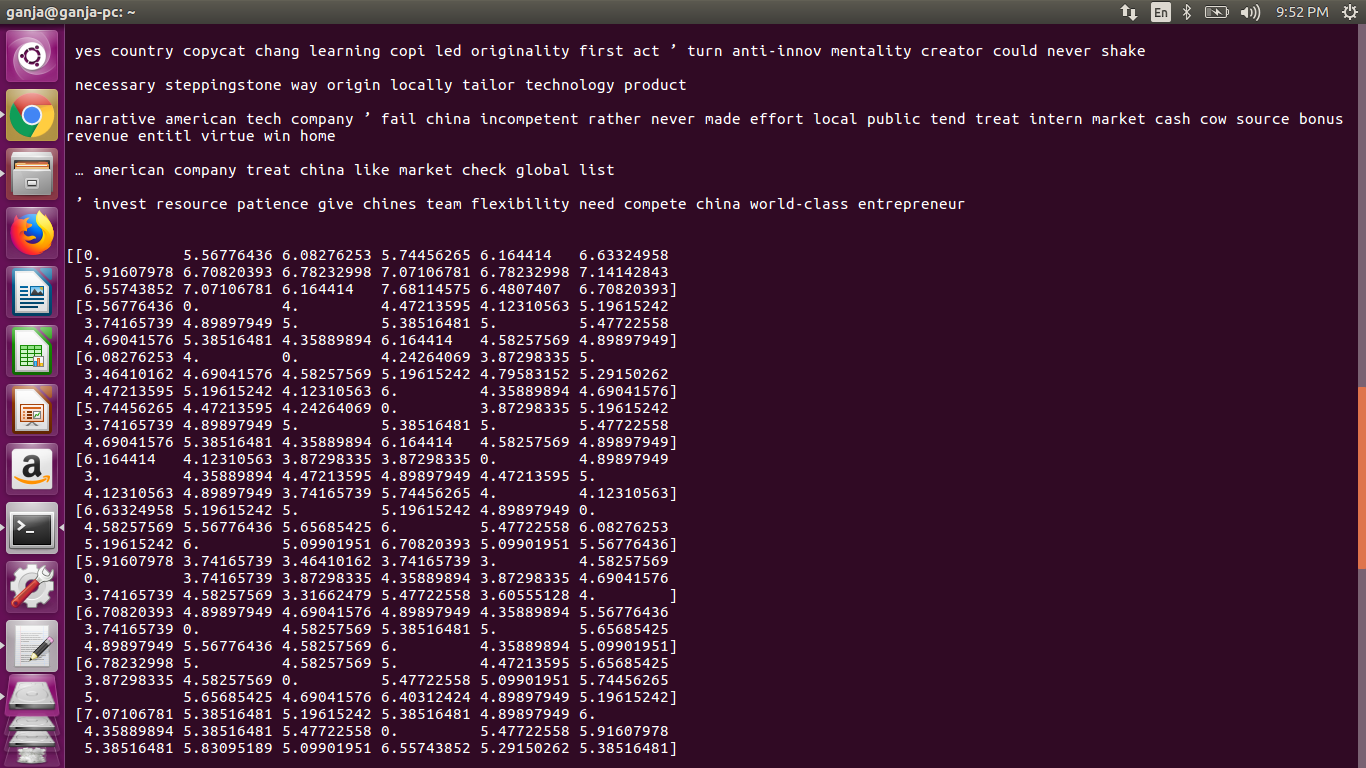 ganja@ganja-pc: ~
En
9:52 PM
yes country copycat chang learning copi led originality first act ’ turn anti-innov mentality creator could never shake
necessary steppingstone way origin locally tailor technology product
narrative american tech company ’ fail china incompetent rather never made effort local public tend treat intern market cash cow source bonus
revenue entitl virtue win home
… american company treat china like market check global list
’ invest resource patience give chines team flexibility need compete china world-class entrepreneur
[[0. 5.56776436 6.08276253 5.74456265 6.164414 6.63324958
5.91607978 6.70820393 6.78232998 7.07106781 6.78232998 7.14142843
6.55743852 7.07106781 6.164414 7.68114575 6.4807407 6.70820393]
[5.56776436 0. 4. 4.47213595 4.12310563 5.19615242
3.74165739 4.89897949 5. 5.38516481 5. 5.47722558
4.69041576 5.38516481 4.35889894 6.164414 4.58257569 4.89897949]
[6.08276253 4. 0. 4.24264069 3.87298335 5.
3.46410162 4.69041576 4.58257569 5.19615242 4.79583152 5.29150262
4.47213595 5.19615242 4.12310563 6. 4.35889894 4.69041576]
[5.74456265 4.47213595 4.24264069 0. 3.87298335 5.19615242
3.74165739 4.89897949 5. 5.38516481 5. 5.47722558
4.69041576 5.38516481 4.35889894 6.164414 4.58257569 4.89897949]
[6.164414 4.12310563 3.87298335 3.87298335 0. 4.89897949
3. 4.35889894 4.47213595 4.89897949 4.47213595 5.
4.12310563 4.89897949 3.74165739 5.74456265 4. 4.12310563]
[6.63324958 5.19615242 5. 5.19615242 4.89897949 0.
4.58257569 5.56776436 5.65685425 6. 5.47722558 6.08276253
5.19615242 6. 5.09901951 6.70820393 5.09901951 5.56776436]
[5.91607978 3.74165739 3.46410162 3.74165739 3. 4.58257569
0. 3.74165739 3.87298335 4.35889894 3.87298335 4.69041576
3.74165739 4.58257569 3.31662479 5.47722558 3.60555128 4. ]
[6.70820393 4.89897949 4.69041576 4.89897949 4.35889894 5.56776436
3.74165739 0. 4.58257569 5.38516481 5. 5.65685425
4.89897949 5.56776436 4.58257569 6. 4.35889894 5.09901951]
[6.78232998 5. 4.58257569 5. 4.47213595 5.65685425
3.87298335 4.58257569 0. 5.47722558 5.09901951 5.74456265
5. 5.65685425 4.69041576 6.40312424 4.89897949 5.19615242]
[7.07106781 5.38516481 5.19615242 5.38516481 4.89897949 6.
4.35889894 5.38516481 5.47722558 0. 5.47722558 5.91607978
5.38516481 5.83095189 5.09901951 6.55743852 5.29150262 5.38516481]